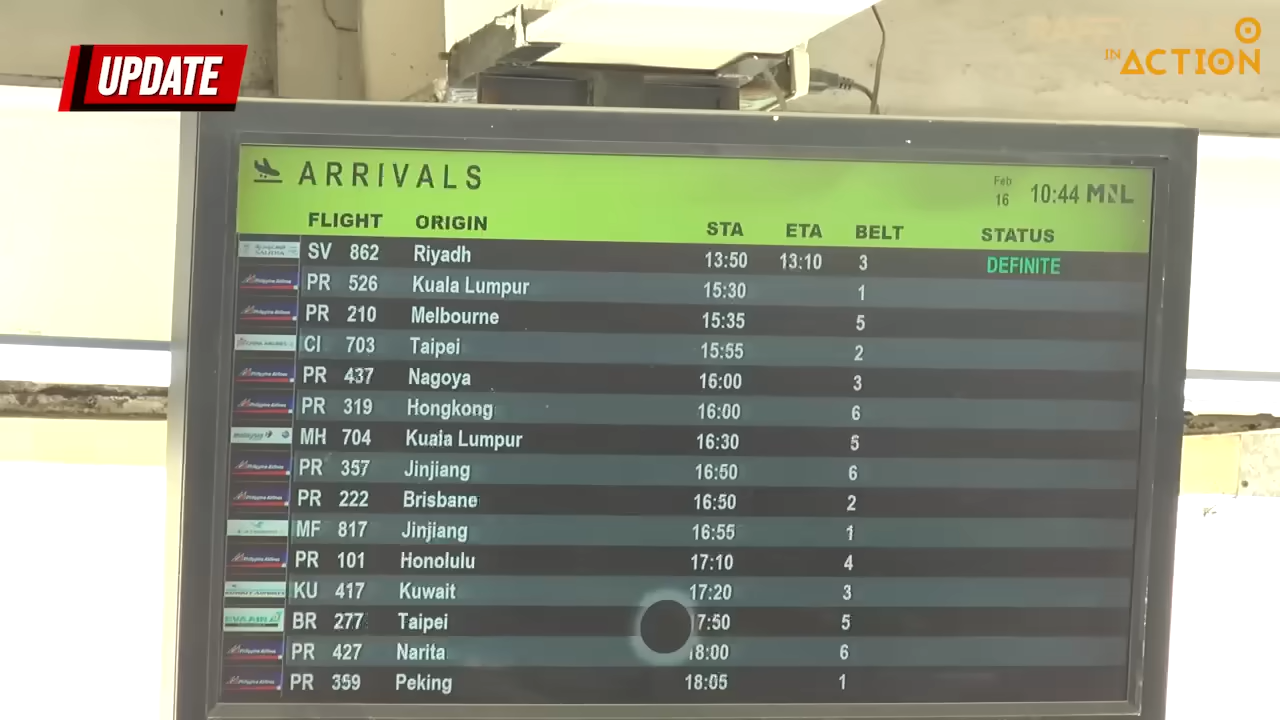 UPDATE
IN ACTION
ARRIVALS
Feb 16 10:44 MNL
FLIGHT ORIGIN STA ETA BELT STATUS
SV 862 Riyadh 13:50 13:10 3 DEFINITE
PR 526 Kuala Lumpur 15:30 1
PR 210 Melbourne 15:35 5
CI 703 Taipei 15:55 2
PR 437 Nagoya 16:00 3
PR 319 Hongkong 16:00 6
MH 704 Kuala Lumpur 16:30 5
PR 357 Jinjiang 16:50 6
PR 222 Brisbane 16:50 2
MF 817 Jinjiang 16:55 1
PR 101 Honolulu 17:10 4
KU 417 Kuwait 17:20 3
EVA AIR BR 277 Taipei 7:50 5
PR 427 Narita 18:00 6
PR 359 Peking 18:05 1